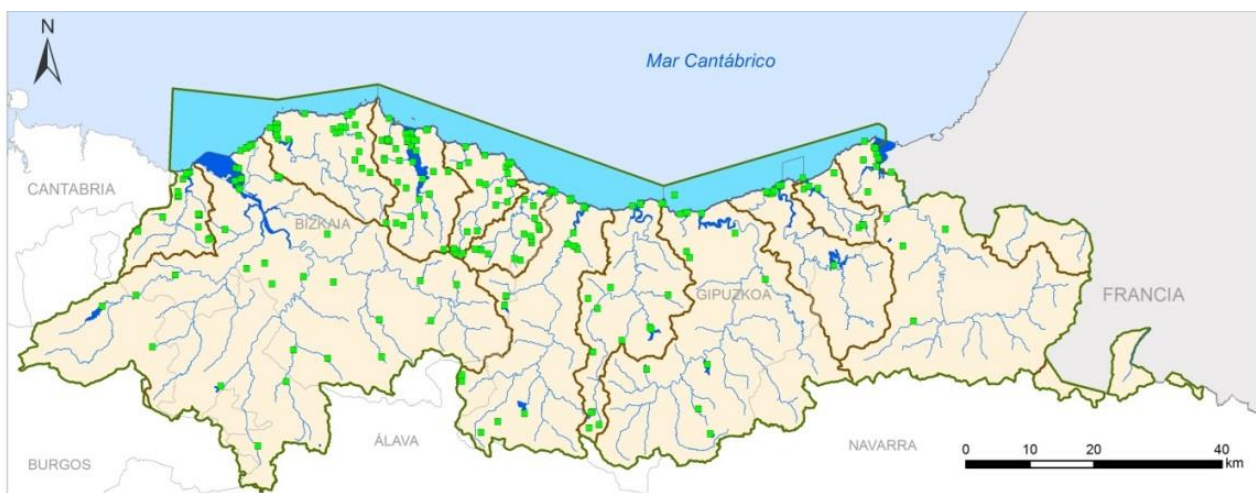 N
Mar Cantábrico
CANTABRIA
BIZKAIA
GIPUZKOA
FRANCIA
BURGOS
ÁLAVA
NAVARRA
0 10 20 40
km